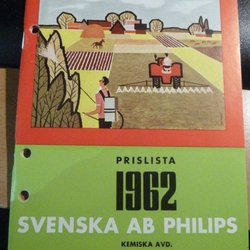 PRISLISTA
1962
SVENSKA AB PHILIPS
KEMISKA AVD.